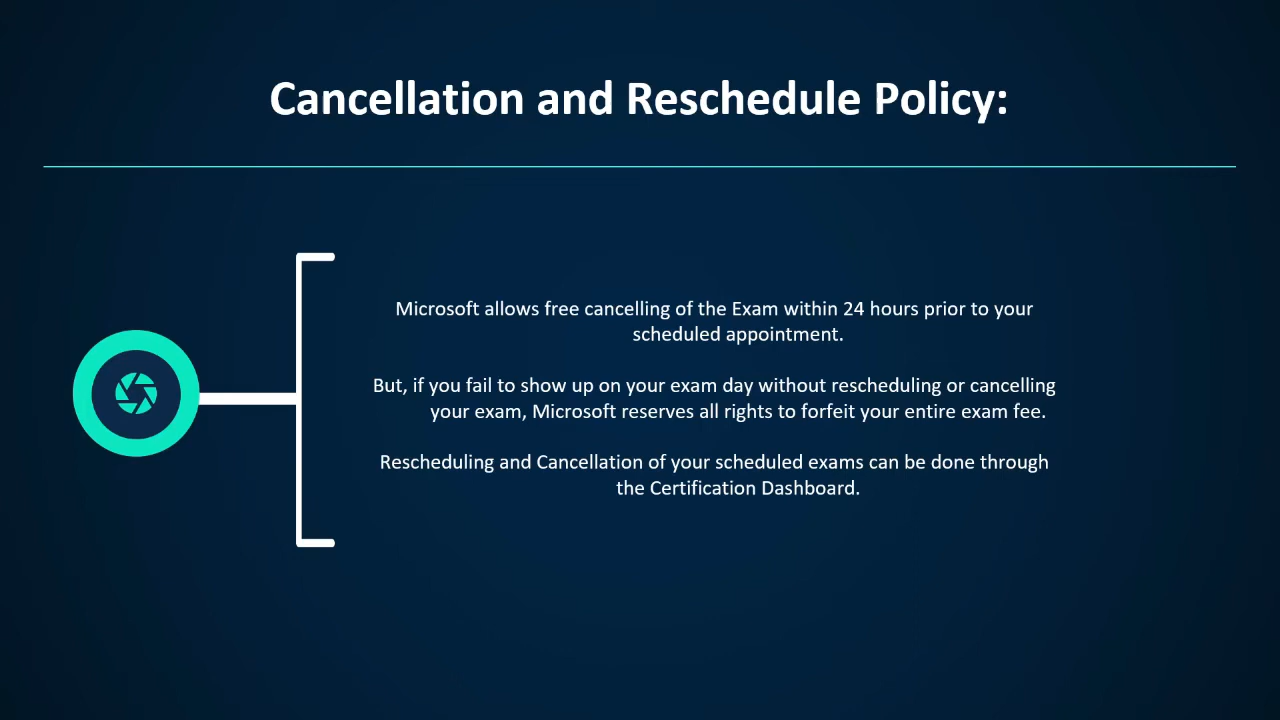 Cancellation and Reschedule Policy:
Microsoft allows free cancelling of the Exam within 24 hours prior to your
scheduled appointment.
But, if you fail to show up on your exam day without rescheduling or cancelling
your exam, Microsoft reserves all rights to forfeit your entire exam fee.
Rescheduling and Cancellation of your scheduled exams can be done through
the Certification Dashboard.